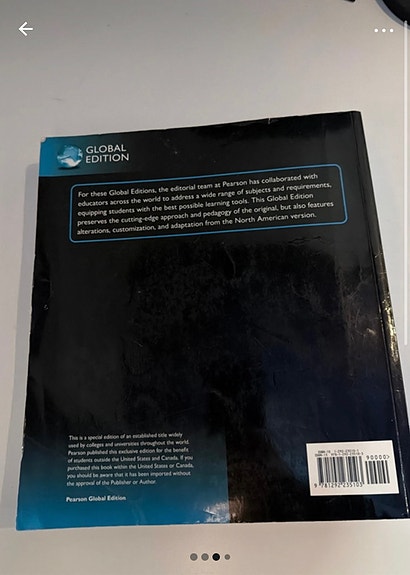 GLOBAL
EDITION
For these Global Editions, the editorial team at Pearson has collaborated with
educators across the world to address a wide range of subjects and requirements,
equipping students with the best possible learning tools. This Global Edition
preserves the cutting-edge approach and pedagogy of the original, but also features
alterations, customization, and adaptation from the North American version.
This is a special edition of an established title widely
used by colleges and universities throughout the world.
Pearson published this exclusive edition for the benefit
of students outside the United States and Canada. If you
purchased this book within the United States or Canada,
you should be aware that it has been imported without
the approval of the Publisher or Author.
Pearson Global Edition
90000>
9 781292 235103